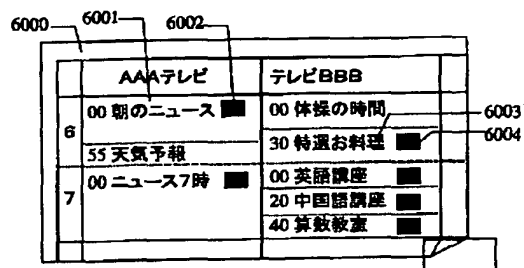 6000 6001 6002
AAAテレビ テレビBBB
6
00 朝のニュース
55 天気予報
00 体操の時間
30 特選お料理
6003
6004
7
00 ニュース7時
00 英語講座
20 中国語講座
40 算数教室